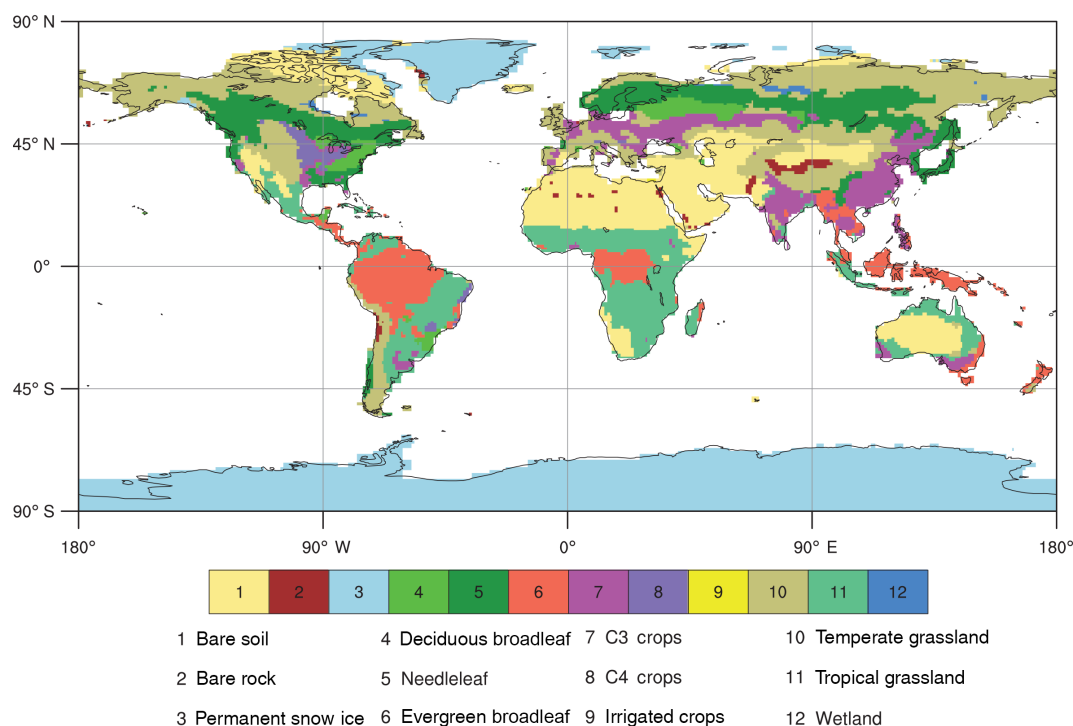 90° N
45° N
0°
45° S
90° S
180° 90° W 0° 90° E 180°
1 2 3 4 5 6 7 8 9 10 11 12
1 Bare soil 4 Deciduous broadleaf 7 C3 crops 10 Temperate grassland
2 Bare rock 5 Needleleaf 8 C4 crops 11 Tropical grassland
3 Permanent snow ice 6 Evergreen broadleaf 9 Irrigated crops 12 Wetland